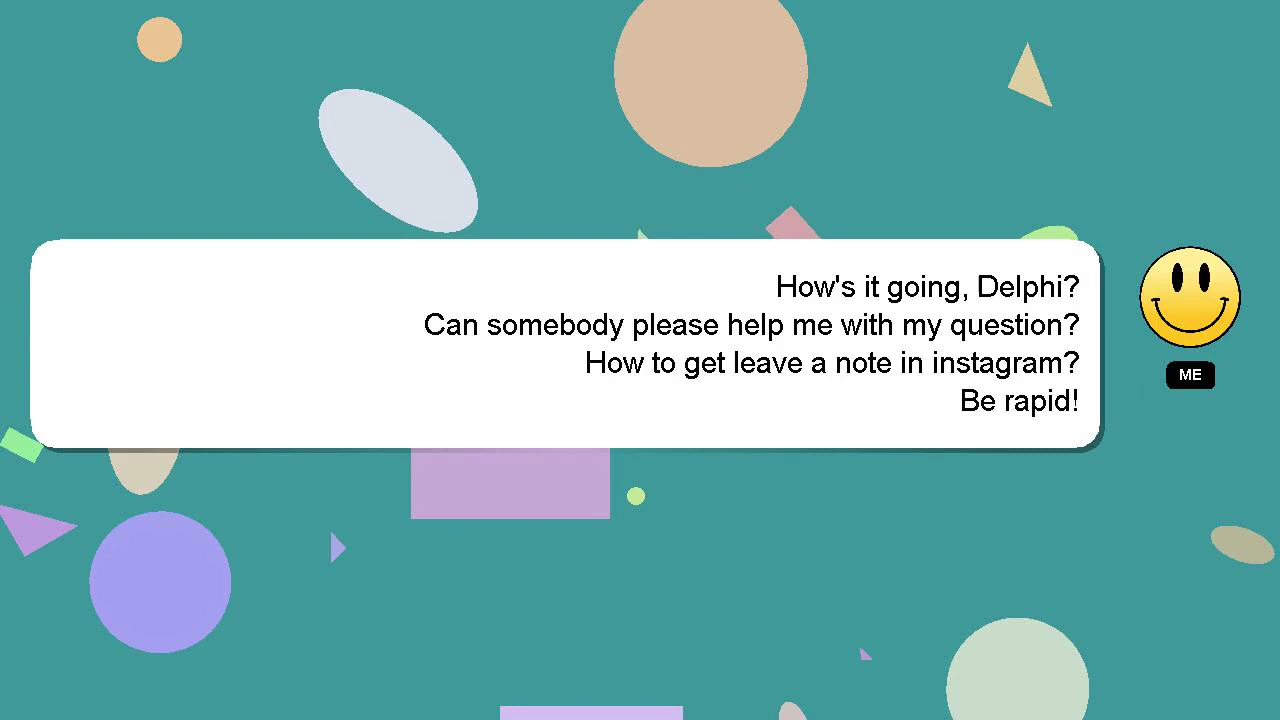 How's it going, Delphi?
Can somebody please help me with my question?
How to get leave a note in instagram?
Be rapid!
ME